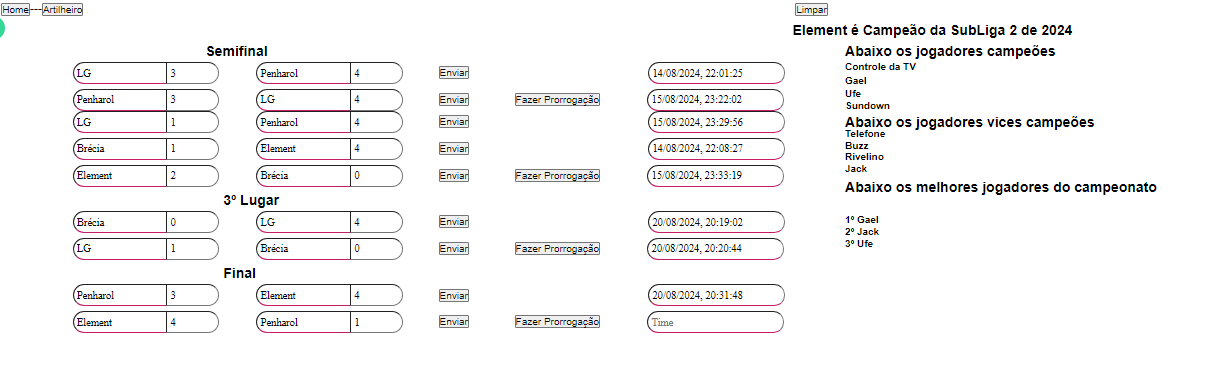 Home---Artilheiro Limpar
Element é Campeão da SubLiga 2 de 2024
Semifinal
LG 3 Penharol 4 Enviar 14/08/2024, 22:01:25
Penharol 3 LG 4 Enviar Fazer Prorrogação 15/08/2024, 23:22:02
LG 1 Penharol 4 Enviar 15/08/2024, 23:29:56
Brécia 1 Element 4 Enviar 14/08/2024, 22:08:27
Element 2 Brécia 0 Enviar Fazer Prorrogação 15/08/2024, 23:33:19
3º Lugar
Brécia 0 LG 4 Enviar 20/08/2024, 20:19:02
LG 1 Brécia 0 Enviar Fazer Prorrogação 20/08/2024, 20:20:44
Final
Penharol 3 Element 4 Enviar 20/08/2024, 20:31:48
Element 4 Penharol 1 Enviar Fazer Prorrogação Time
Abaixo os jogadores campeões
Controle da TV
Gael
Ufe
Sundown
Abaixo os jogadores vices campeões
Telefone
Buzz
Rivelino
Jack
Abaixo os melhores jogadores do campeonato
1º Gael
2º Jack
3º Ufe